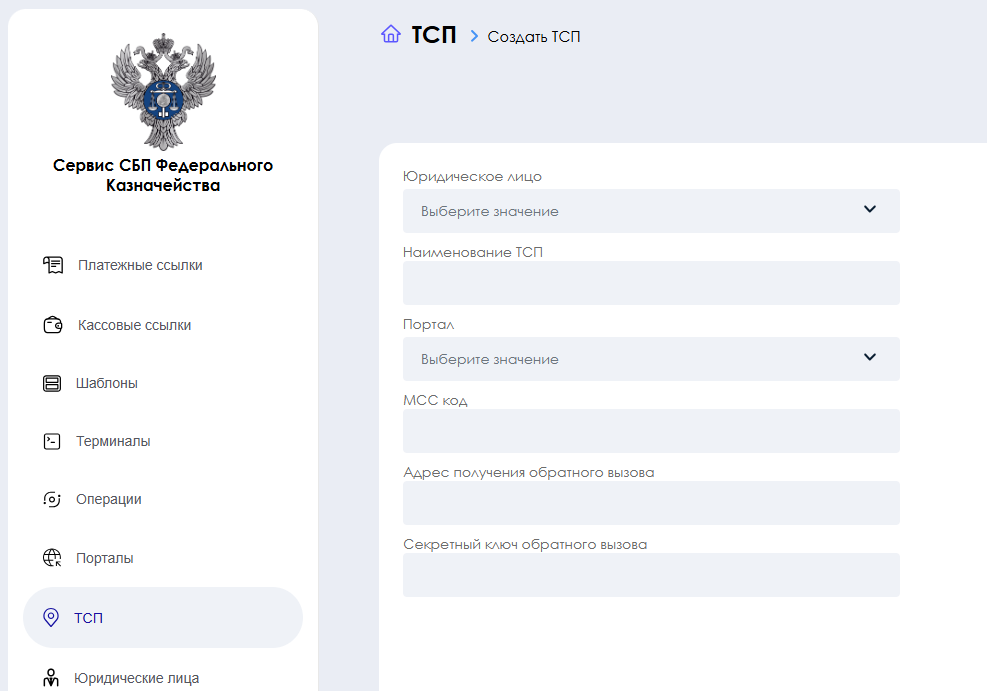 Сервис СБП Федерального
Казначейства
Платежные ссылки
Кассовые ссылки
Шаблоны
Терминалы
Операции
Порталы
ТСП
Юридические лица
ТСП > Создать ТСП
Юридическое лицо
Выберите значение
Наименование ТСП
Портал
Выберите значение
МСС код
Адрес получения обратного вызова
Секретный ключ обратного вызова